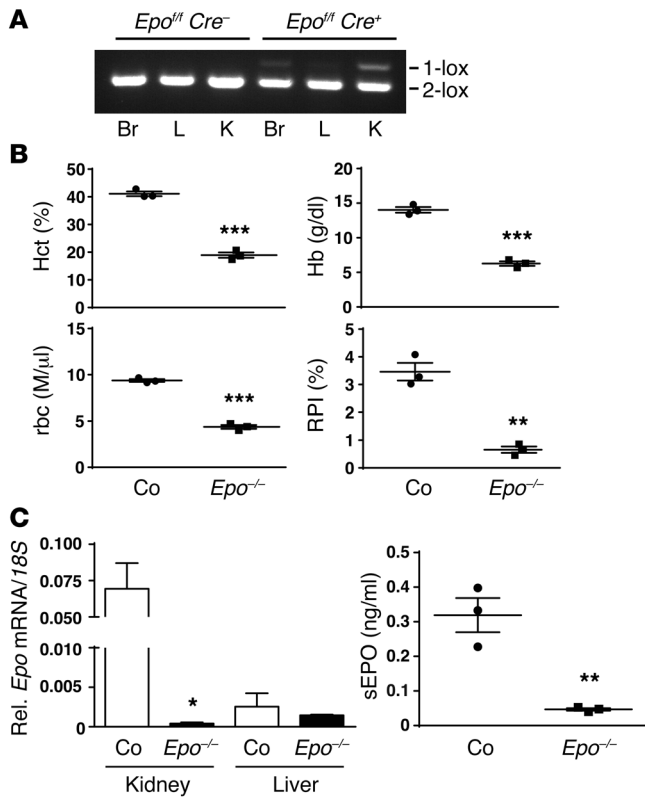 A
Epo^f/f Cre^–
Epo^f/f Cre^+
1-lox
2-lox
Br L K Br L K
B
Hct (%)
50
40
30
20
10
0
***
Hb (g/dl)
20
15
10
5
0
***
rbc (M/µl)
15
10
5
0
***
Co Epo^–/–
RPI (%)
5
4
3
2
1
0
**
Co Epo^–/–
C
Rel. Epo mRNA/18S
0.100
0.075
0.050
0.010
0.005
0
*
Co Epo^–/– Co Epo^–/–
Kidney Liver
sEPO (ng/ml)
0.5
0.4
0.3
0.2
0.1
0
**
Co Epo^–/–